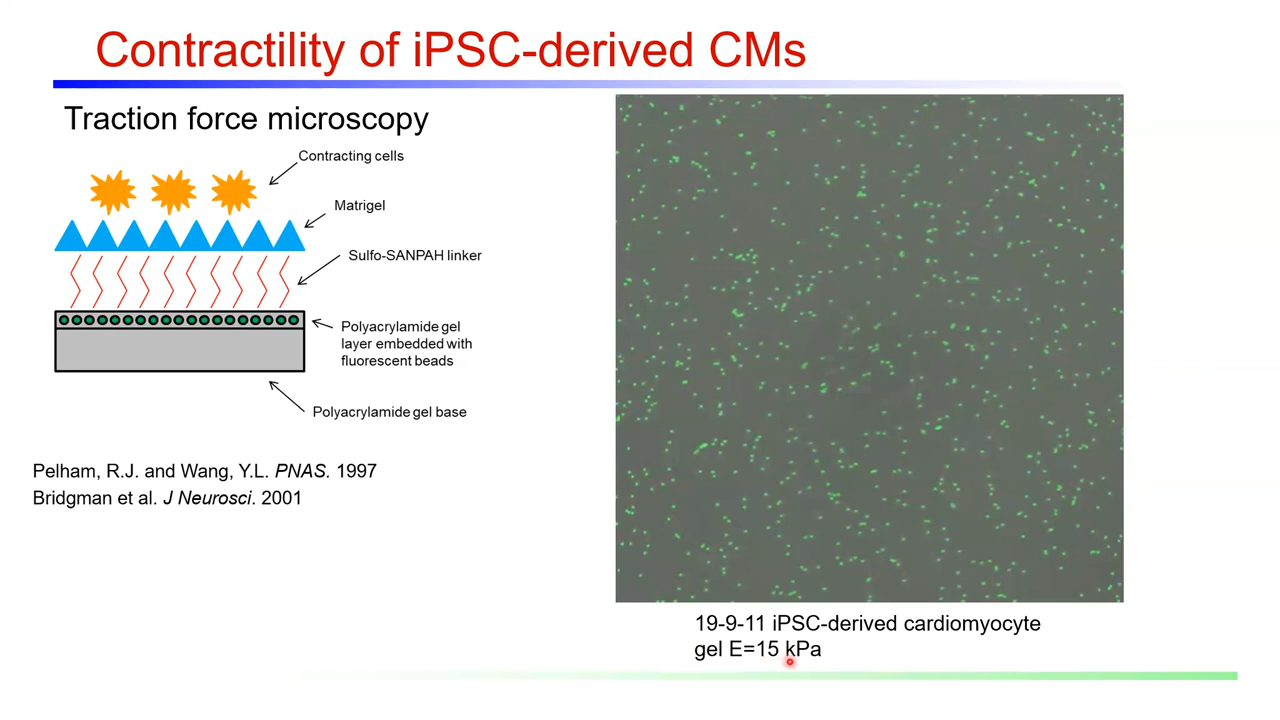 Contractility of iPSC-derived CMs
Traction force microscopy
Contracting cells
Matrigel
Sulfo-SANPAH linker
Polyacrylamide gel
layer embedded with
fluorescent beads
Polyacrylamide gel base
Pelham, R.J. and Wang, Y.L. PNAS. 1997
Bridgman et al. J Neurosci. 2001
19-9-11 iPSC-derived cardiomyocyte
gel E=15 kPa